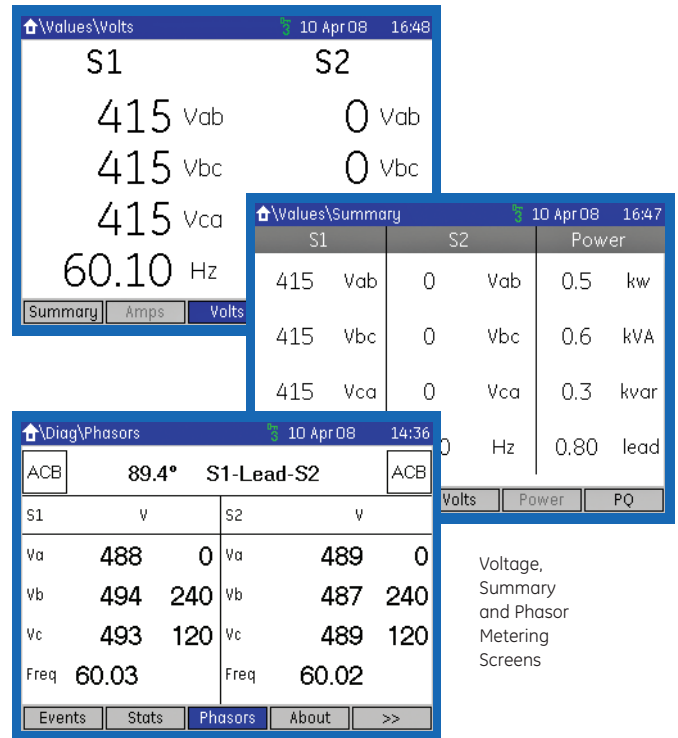 \Values\Volts 3 10 Apr 08 16:48
S1 S2
415 Vab 0 Vab
415 Vbc 0 Vbc
415 Vca
60.10 Hz
Summary Amps Volts
\Values\Summary 3 10 Apr 08 16:47
S1 S2 Power
415 Vab 0 Vab 0.5 kw
415 Vbc 0 Vbc 0.6 kVA
415 Vca 0 Vca 0.3 kvar
Hz 0.80 lead
Volts Power PQ
\Diag\Phasors 3 10 Apr 08 14:36
ACB 89.4° S1-Lead-S2 ACB
S1 V S2 V
Va 488 0 Va 489 0
Vb 494 240 Vb 487 240
Vc 493 120 Vc 489 120
Freq 60.03 Freq 60.02
Events Stats Phasors About >>
Voltage,
Summary
and Phasor
Metering
Screens